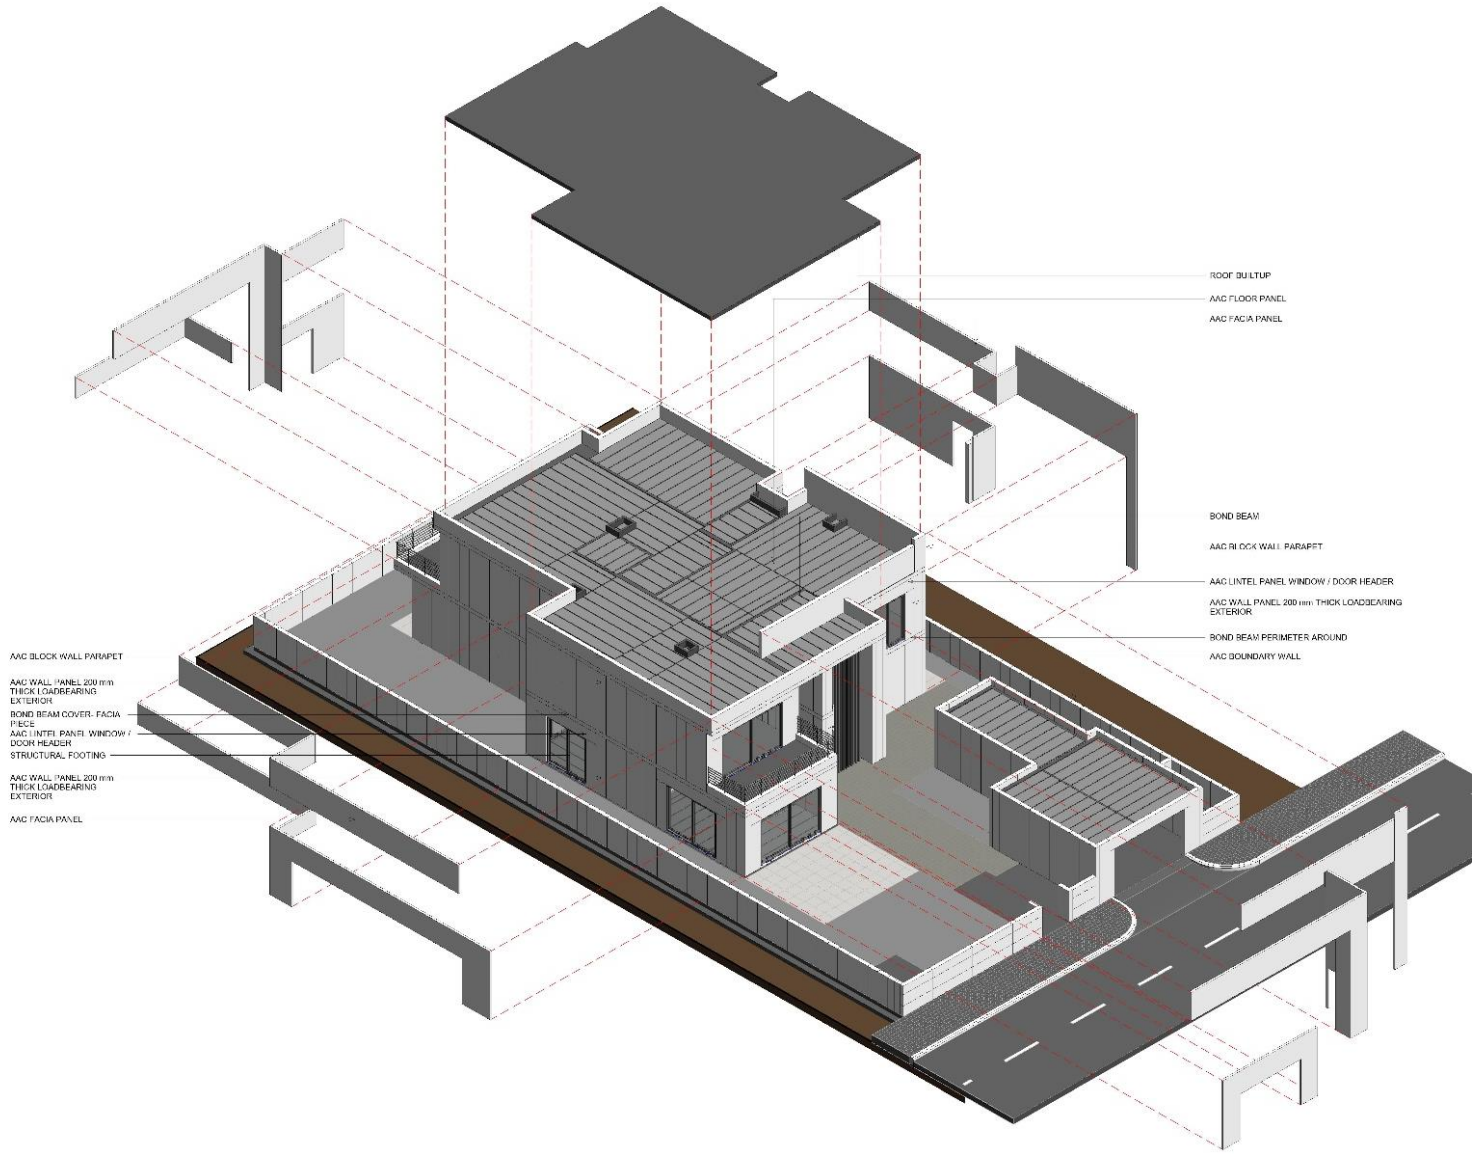 ROOF BUILTUP
AAC FLOOR PANEL
AAC FACIA PANEL
BOND BEAM
AAC BLOCK WALL PARAPET
AAC LINTEL PANEL WINDOW / DOOR HEADER
AAC WALL PANEL 200 mm THICK LOADBEARING
EXTERIOR
BOND BEAM PERIMETER AROUND
AAC BOUNDARY WALL
AAC BLOCK WALL PARAPET
AAC WALL PANEL 200 mm
THICK LOADBEARING
EXTERIOR
BOND BEAM COVER- FACIA
PIECE
AAC LINTEL PANEL WINDOW /
DOOR HEADER
STRUCTURAL FOOTING
AAC WALL PANEL 200 mm
THICK LOADBEARING
EXTERIOR
AAC FACIA PANEL